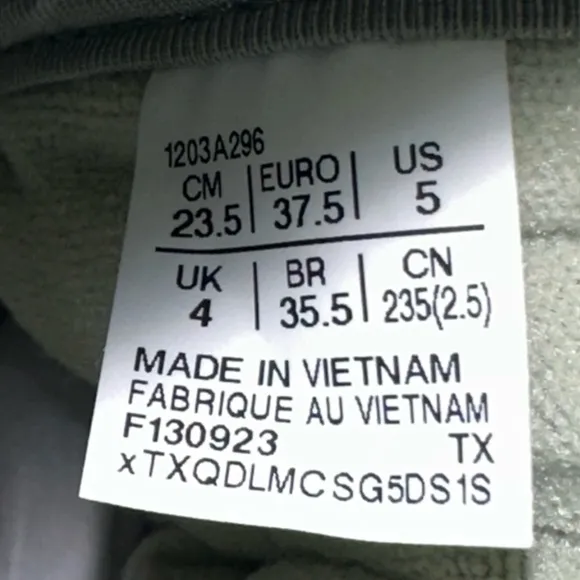 1203A296
CM | EURO | US
23.5 | 37.5 | 5
UK | BR | CN
4 | 35.5 | 235(2.5)
MADE IN VIETNAM
FABRIQUE AU VIETNAM
F130923 TX
xTXQDLMCSG5DS1S